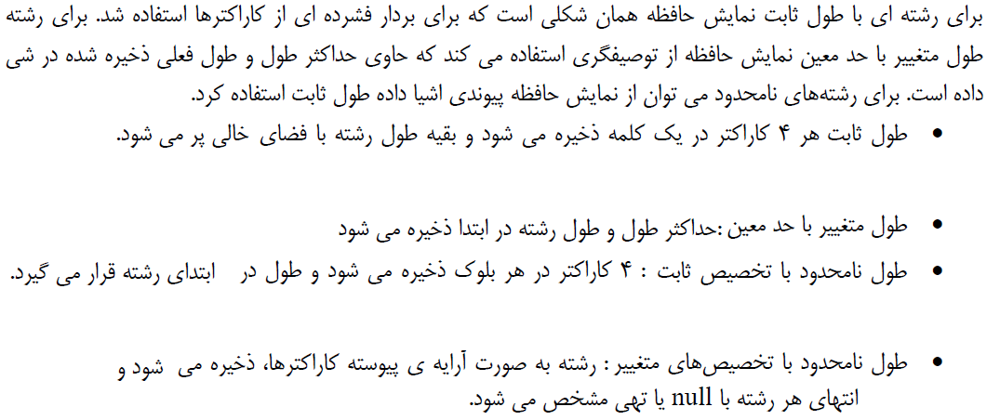 برای رشته ای با طول ثابت نمایش حافظه همان شکلی است که برای بردار فشرده ای از کاراکترها استفاده شد. برای رشته
طول متغییر با حد معین نمایش حافظه از توصیفگری استفاده می کند که حاوی حداکثر طول و طول فعلی ذخیره شده در شی
داده است. برای رشته‌های نامحدود می توان از نمایش حافظه پیوندی اشیا داده طول ثابت استفاده کرد.
• طول ثابت هر ۴ کاراکتر در یک کلمه ذخیره می شود و بقیه طول رشته با فضای خالی پر می شود.
• طول متغییر با حد معین :حداکثر طول و طول رشته در ابتدا ذخیره می شود
• طول نامحدود با تخصیص ثابت : ۴ کاراکتر در هر بلوک ذخیره می شود و طول در ابتدای رشته قرار می گیرد.
• طول نامحدود با تخصیص‌های متغییر : رشته به صورت آرایه ی پیوسته کاراکترها، ذخیره می شود و
انتهای هر رشته با null یا تهی مشخص می شود.